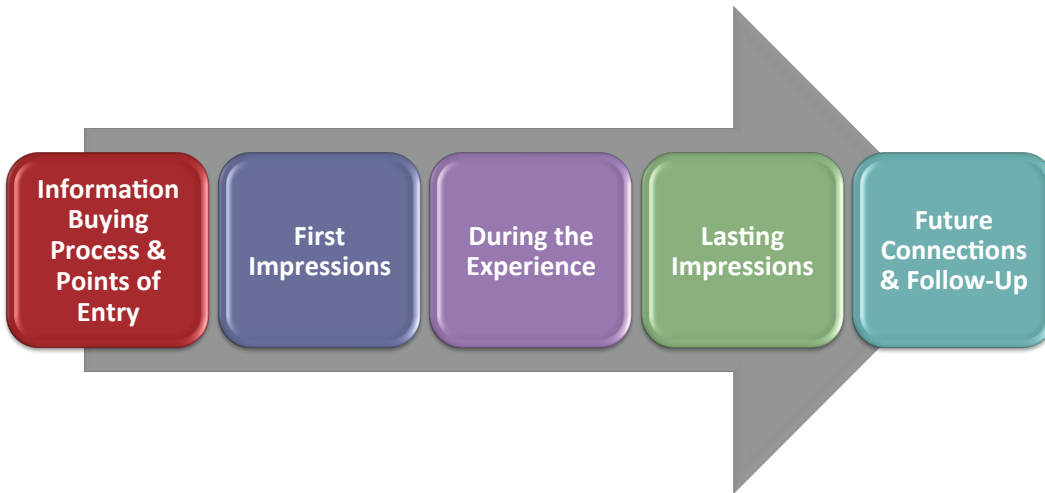 Information
Buying
Process &
Points of
Entry
First
Impressions
During the
Experience
Lasting
Impressions
Future
Connections
& Follow-Up